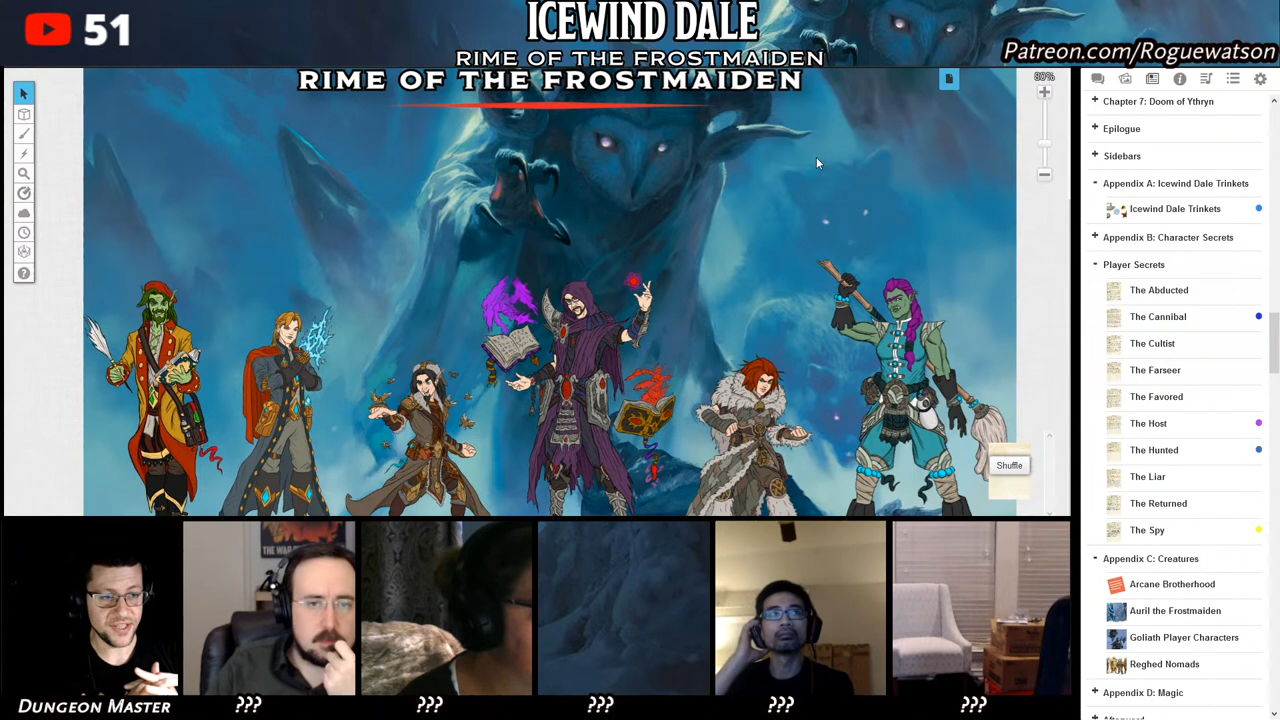 51
ICEWIND DALE
RIME OF THE FROSTMAIDEN
Patreon.com/Roguewatson
RIME OF THE FROSTMAIDEN
80%
Chapter 7: Doom of Ythryn
Epilogue
Sidebars
Appendix A: Icewind Dale Trinkets
Icewind Dale Trinkets
Appendix B: Character Secrets
Player Secrets
The Abducted
The Cannibal
The Cultist
The Farseer
The Favored
The Host
The Hunted
The Liar
The Returned
The Spy
Appendix C: Creatures
Arcane Brotherhood
Auril the Frostmaiden
Goliath Player Characters
Reghed Nomads
Appendix D: Magic
Shuffle
DUNGEON MASTER
???
???
???
???
???